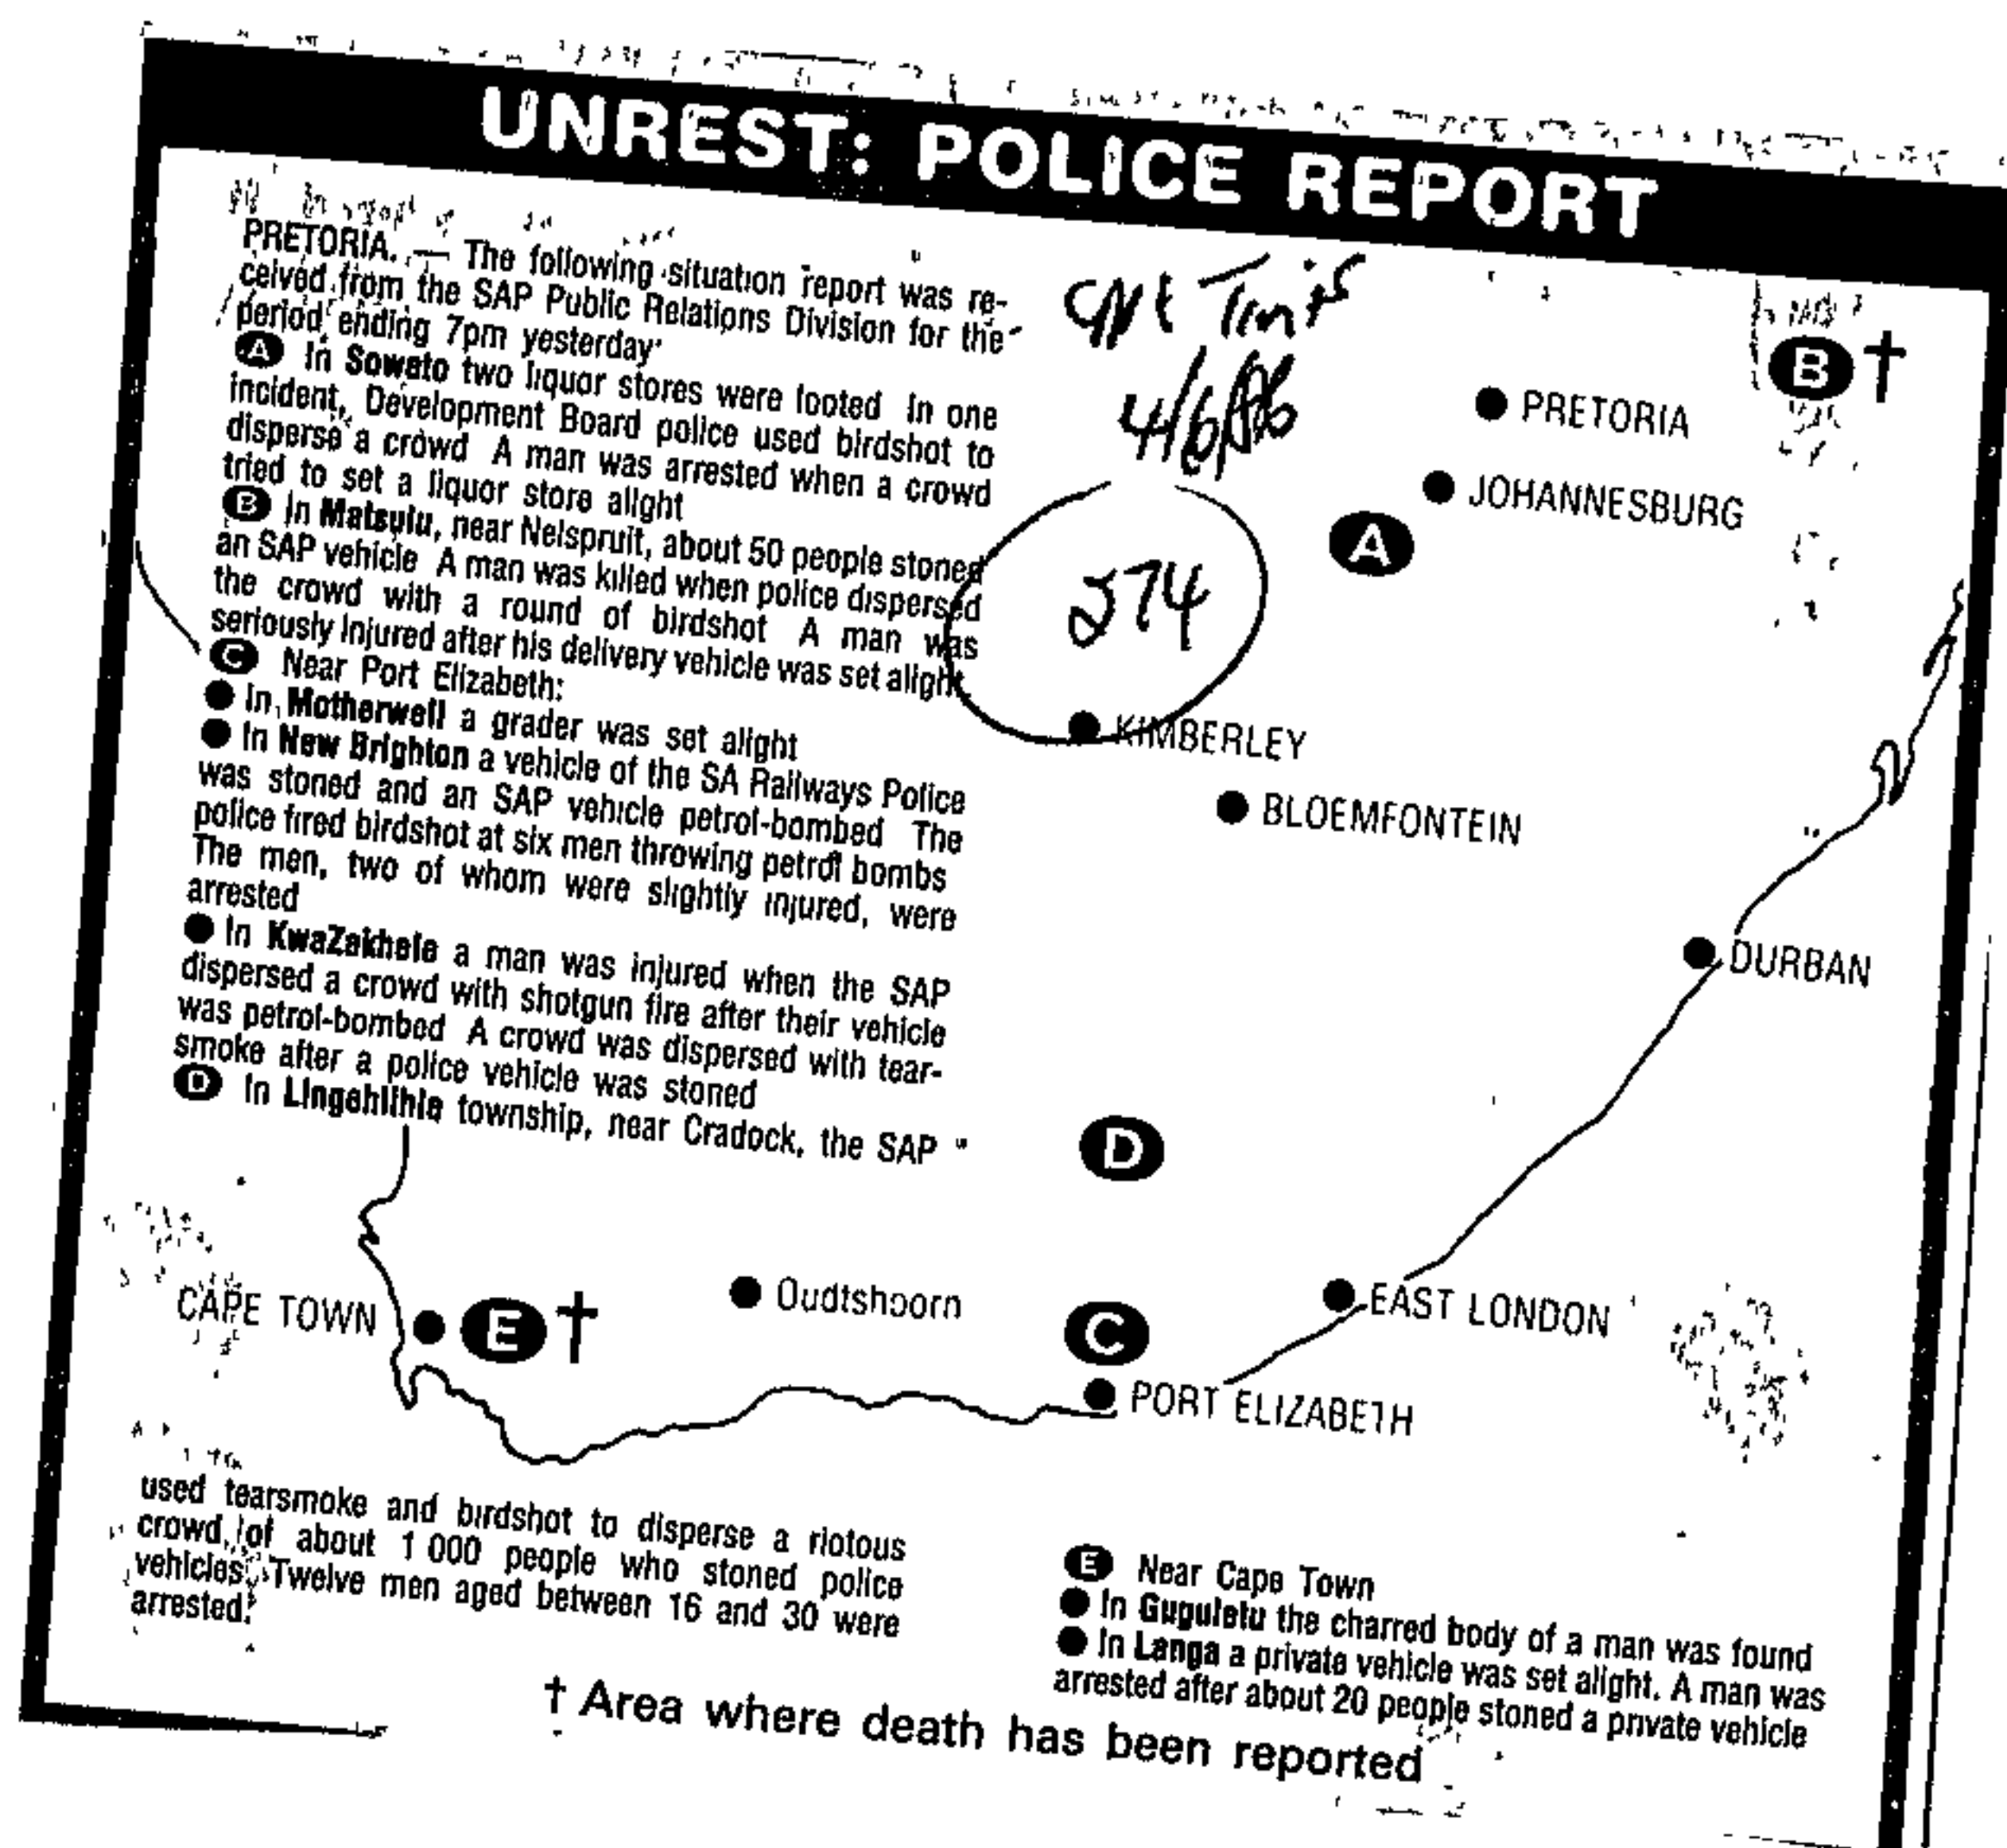 UNREST: POLICE REPORT
PRETORIA. — The following situation report was re-
ceived from the SAP Public Relations Division for the
period ending 7pm yesterday
A In Soweto two liquor stores were looted In one
incident, Development Board police used birdshot to
disperse a crowd A man was arrested when a crowd
tried to set a liquor store alight
B In Matsulu, near Nelspruit, about 50 people stoned
an SAP vehicle A man was killed when police dispersed
the crowd with a round of birdshot A man was
seriously injured after his delivery vehicle was set alight
C Near Port Elizabeth:
● In Motherwell a grader was set alight
● In New Brighton a vehicle of the SA Railways Police
was stoned and an SAP vehicle petrol-bombed The
police fired birdshot at six men throwing petrol bombs
The men, two of whom were slightly injured, were
arrested
● In KwaZakhele a man was injured when the SAP
dispersed a crowd with shotgun fire after their vehicle
was petrol-bombed A crowd was dispersed with tear-
smoke after a police vehicle was stoned
D In Lingehlihle township, near Cradock, the SAP
used tearsmoke and birdshot to disperse a riotous
crowd of about 1 000 people who stoned police
vehicles. Twelve men aged between 16 and 30 were
arrested.
E Near Cape Town
● In Guguletu the charred body of a man was found
● In Langa a private vehicle was set alight. A man was
arrested after about 20 people stoned a private vehicle
4/6/86
374
B †
PRETORIA
JOHANNESBURG
A
KIMBERLEY
BLOEMFONTEIN
DURBAN
D
CAPE TOWN
E †
Oudtshoorn
C
EAST LONDON
PORT ELIZABETH
† Area where death has been reported